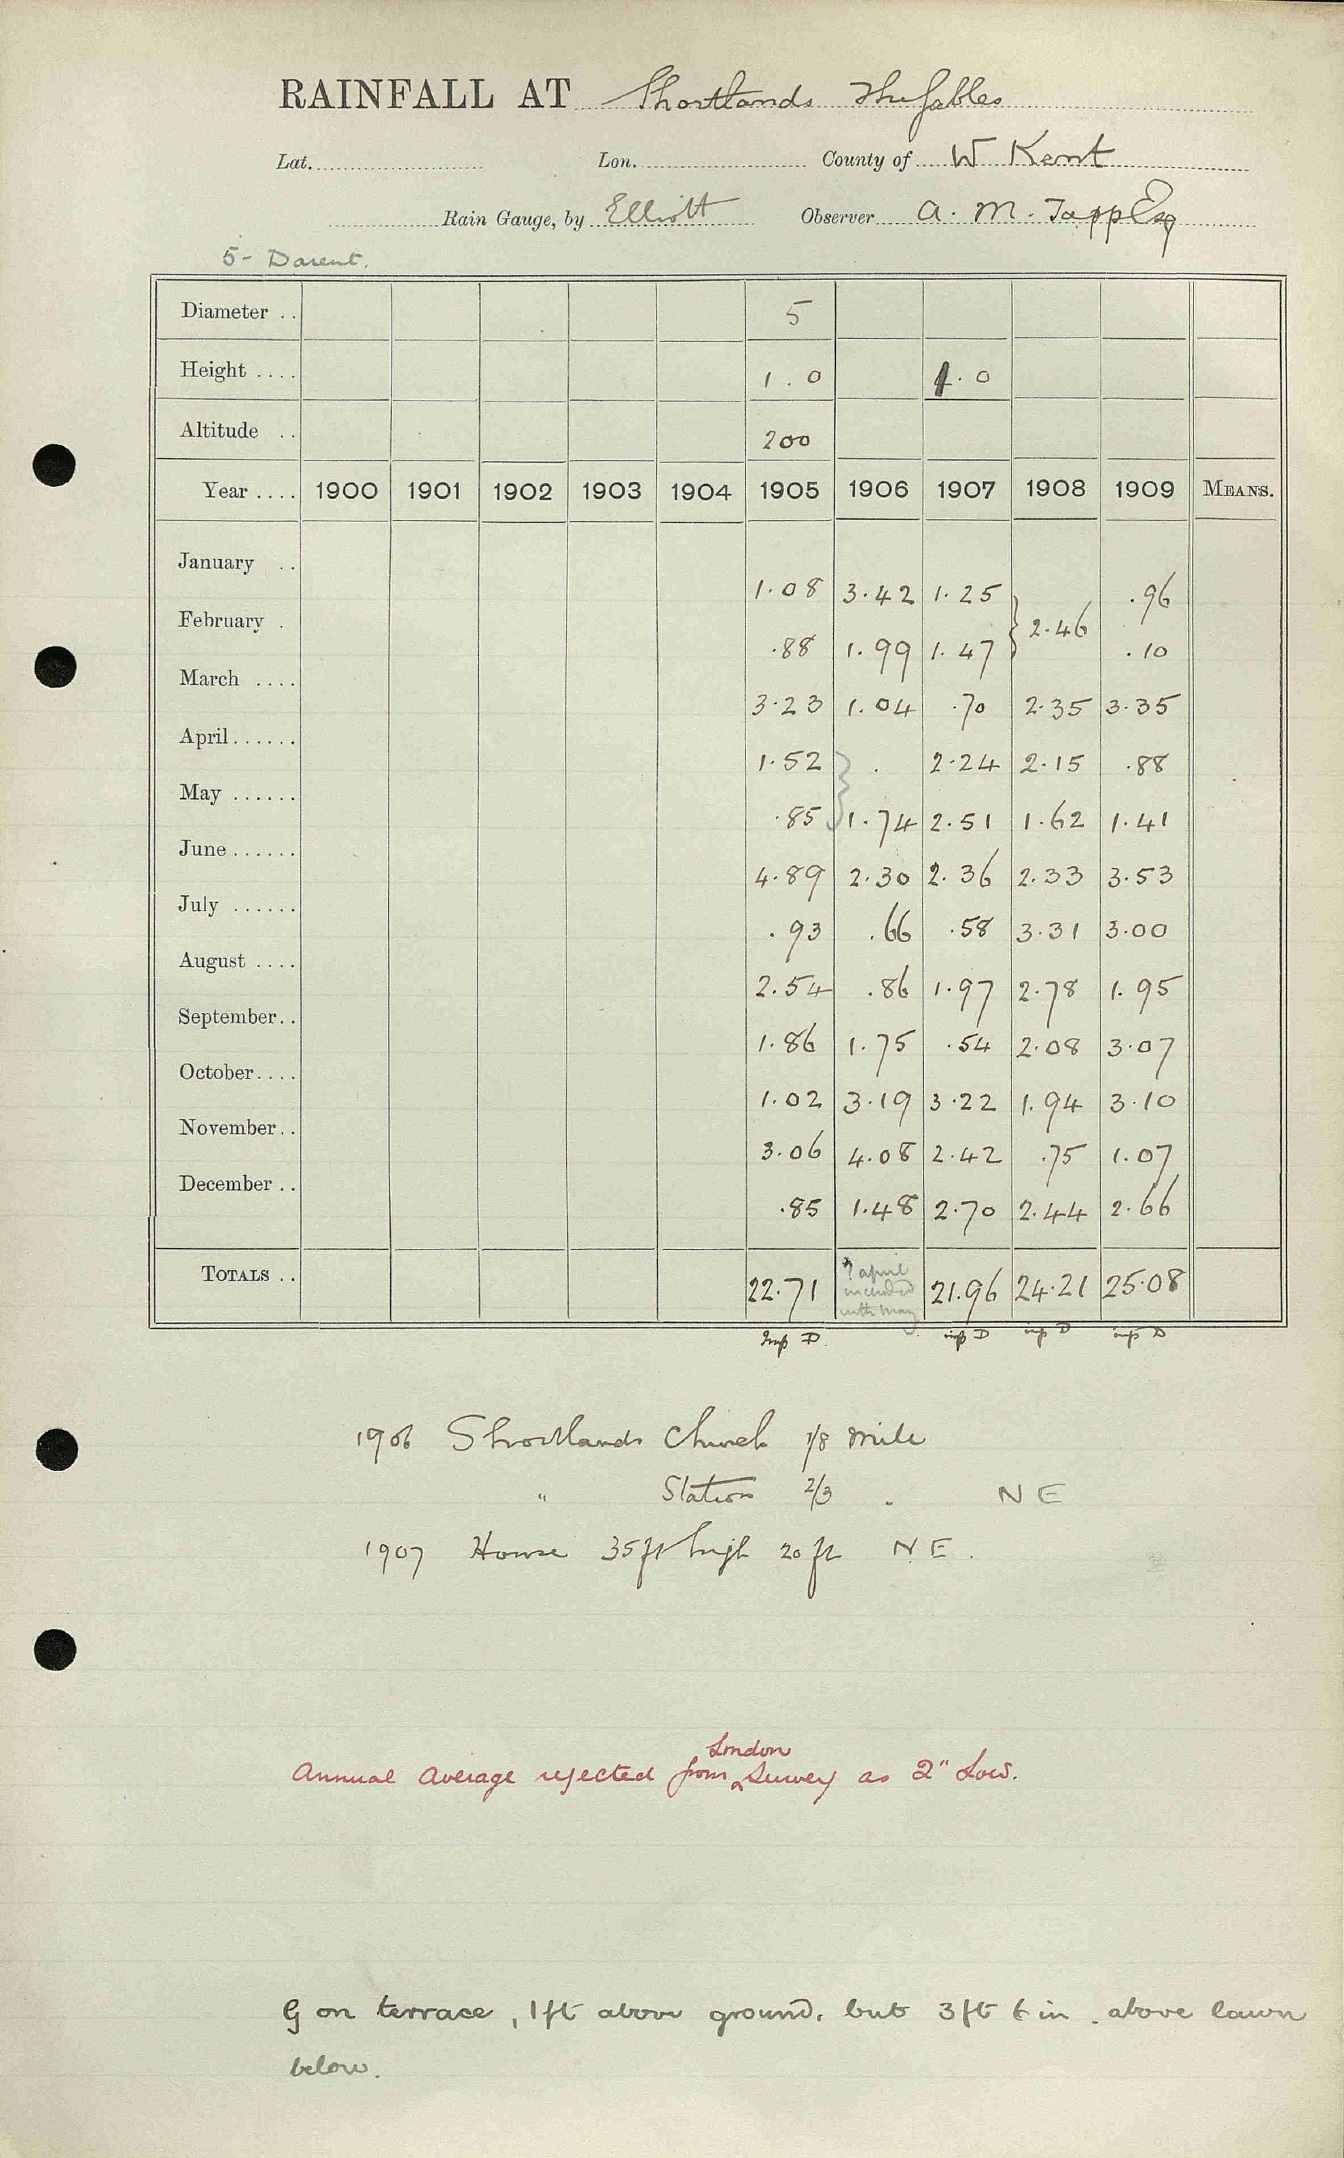 RAINFALL AT Shortlands The Gables
Lat. Lon. County of W Kent
Rain Gauge, by Elliott Observer A. M. Tapp Esq
5 - Darent.
Diameter .. 5
Height .... 1.0 1.0
Altitude .. 200
Year .... 1900 1901 1902 1903 1904 1905 1906 1907 1908 1909 MEANS.
January .. 1.08 3.42 1.25 .96
February . .88 1.99 1.47 } 2.46 .10
March .... 3.23 1.04 .70 2.35 3.35
April...... 1.52 } . 2.24 2.15 .88
May ...... .85 1.74 2.51 1.62 1.41
June...... 4.89 2.30 2.36 2.33 3.53
July ...... .93 .66 .58 3.31 3.00
August .... 2.54 .86 1.97 2.78 1.95
September.. 1.86 1.75 .54 2.08 3.07
October.... 1.02 3.19 3.22 1.94 3.10
November.. 3.06 4.08 2.42 .75 1.07
December .. .85 1.48 2.70 2.44 2.66
TOTALS .. 22.71 ? april included with may 21.96 24.21 25.08
Inp D inp D inp D inp D
1906 Shortlands Church 1/8 mile
" Station 2/3 . NE
1907 House 35ft high 20 ft NE.
Annual Average rejected from London Survey as 2" Low.
G on terrace, 1ft above ground, but 3ft 6 in. above lawn
below.